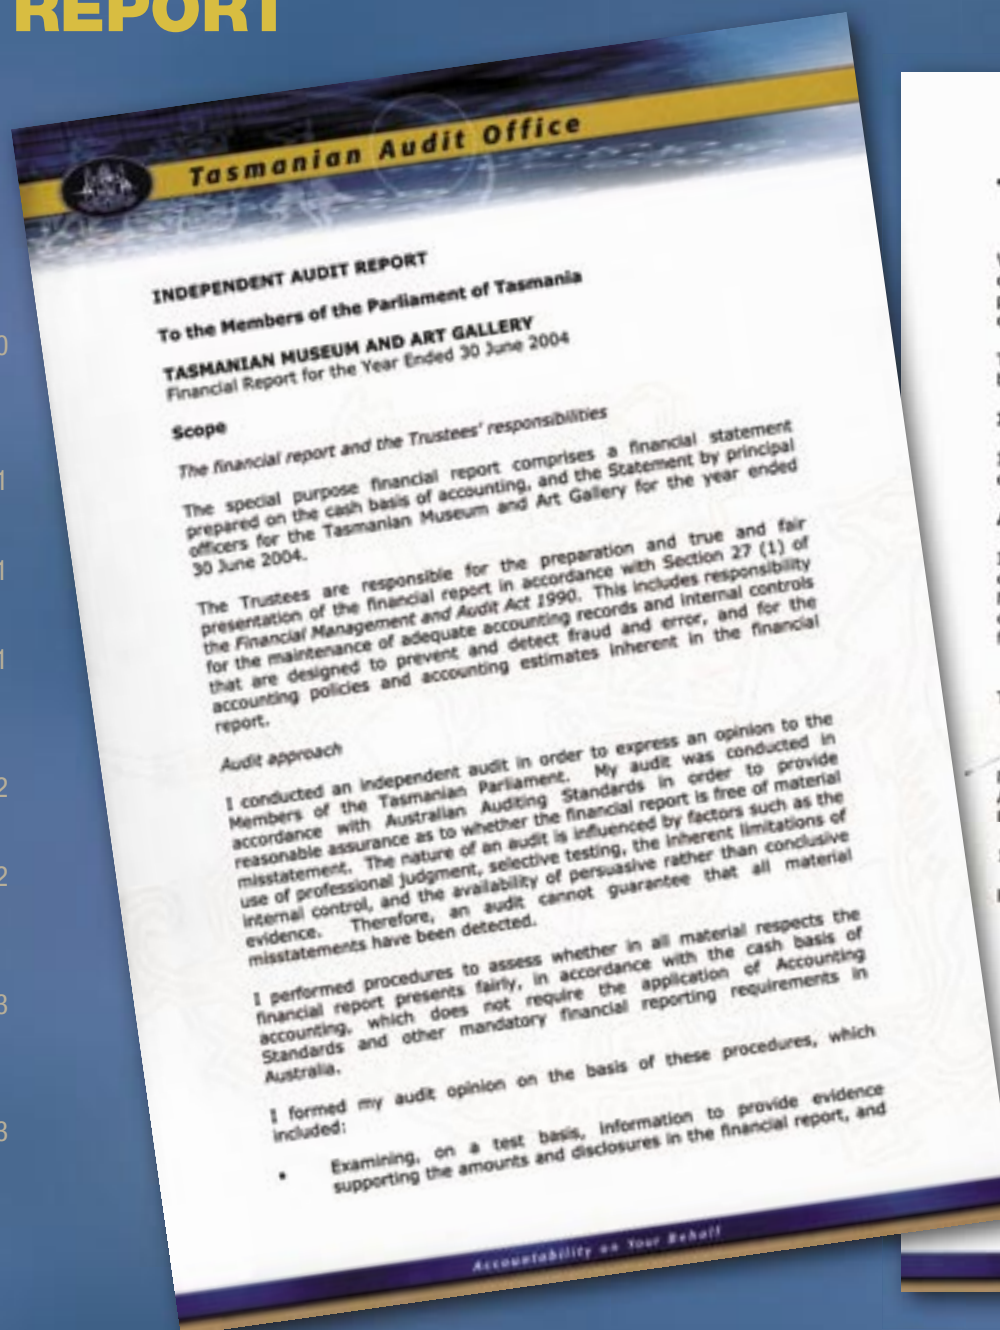 REPORT
Tasmanian Audit Office
INDEPENDENT AUDIT REPORT
To the Members of the Parliament of Tasmania
TASMANIAN MUSEUM AND ART GALLERY
Financial Report for the Year Ended 30 June 2004
Scope
The financial report and the Trustees' responsibilities
The special purpose financial report comprises a financial statement
prepared on the cash basis of accounting, and the Statement by principal
officers for the Tasmanian Museum and Art Gallery for the year ended
30 June 2004.
The Trustees are responsible for the preparation and true and fair
presentation of the financial report in accordance with Section 27 (1) of
the Financial Management and Audit Act 1990. This includes responsibility
for the maintenance of adequate accounting records and internal controls
that are designed to prevent and detect fraud and error, and for the
accounting policies and accounting estimates inherent in the financial
report.
Audit approach
I conducted an independent audit in order to express an opinion to the
Members of the Tasmanian Parliament. My audit was conducted in
accordance with Australian Auditing Standards in order to provide
reasonable assurance as to whether the financial report is free of material
misstatement. The nature of an audit is influenced by factors such as the
use of professional judgment, selective testing, the inherent limitations of
internal control, and the availability of persuasive rather than conclusive
evidence. Therefore, an audit cannot guarantee that all material
misstatements have been detected.
I performed procedures to assess whether in all material respects the
financial report presents fairly, in accordance with the cash basis of
accounting, which does not require the application of Accounting
Standards and other mandatory financial reporting requirements in
Australia.
I formed my audit opinion on the basis of these procedures, which
included:
• Examining, on a test basis, information to provide evidence
supporting the amounts and disclosures in the financial report, and
Accountability on Your Behalf
0
1
1
1
2
2
3
3